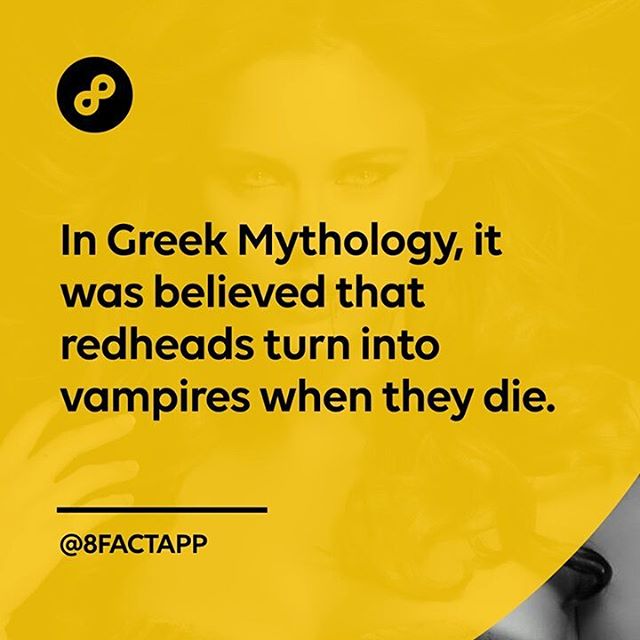 In Greek Mythology, it
was believed that
redheads turn into
vampires when they die.
@8FACTAPP